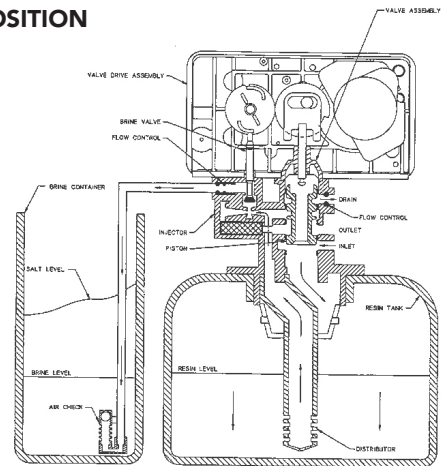 OSITION
VALVE ASSEMBLY
VALVE DRIVE ASSEMBLY
BRINE VALVE
FLOW CONTROL
BRINE CONTAINER
DRAIN
FLOW CONTROL
INJECTOR
OUTLET
PISTON
INLET
SALT LEVEL
RESIN TANK
BRINE LEVEL
RESIN LEVEL
AIR CHECK
DISTRIBUTOR